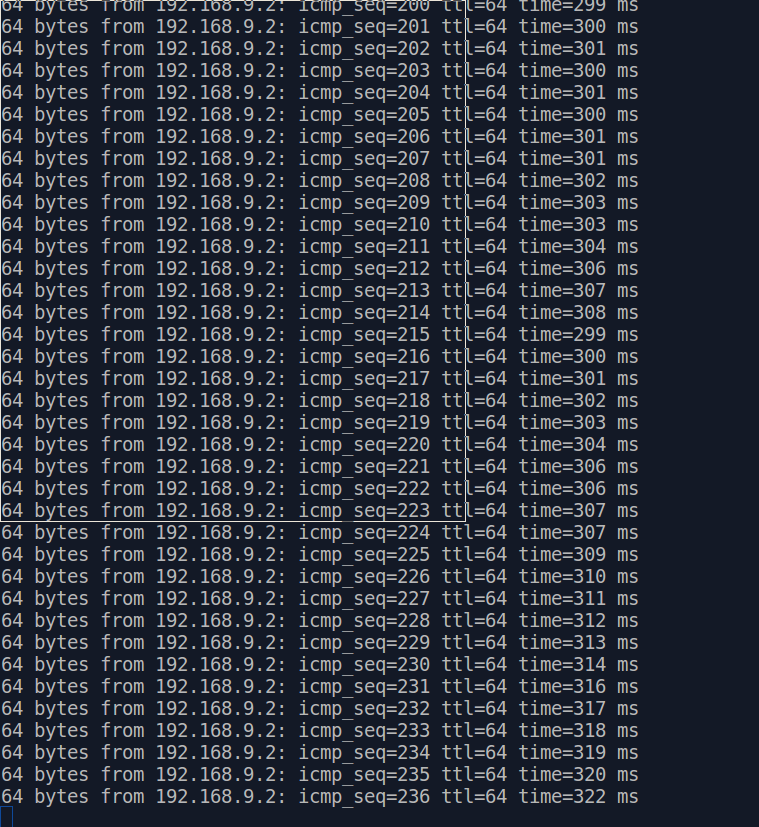 64 bytes from 192.168.9.2: icmp_seq=200 ttl=64 time=299 ms
64 bytes from 192.168.9.2: icmp_seq=201 ttl=64 time=300 ms
64 bytes from 192.168.9.2: icmp_seq=202 ttl=64 time=301 ms
64 bytes from 192.168.9.2: icmp_seq=203 ttl=64 time=300 ms
64 bytes from 192.168.9.2: icmp_seq=204 ttl=64 time=301 ms
64 bytes from 192.168.9.2: icmp_seq=205 ttl=64 time=300 ms
64 bytes from 192.168.9.2: icmp_seq=206 ttl=64 time=301 ms
64 bytes from 192.168.9.2: icmp_seq=207 ttl=64 time=301 ms
64 bytes from 192.168.9.2: icmp_seq=208 ttl=64 time=302 ms
64 bytes from 192.168.9.2: icmp_seq=209 ttl=64 time=303 ms
64 bytes from 192.168.9.2: icmp_seq=210 ttl=64 time=303 ms
64 bytes from 192.168.9.2: icmp_seq=211 ttl=64 time=304 ms
64 bytes from 192.168.9.2: icmp_seq=212 ttl=64 time=306 ms
64 bytes from 192.168.9.2: icmp_seq=213 ttl=64 time=307 ms
64 bytes from 192.168.9.2: icmp_seq=214 ttl=64 time=308 ms
64 bytes from 192.168.9.2: icmp_seq=215 ttl=64 time=299 ms
64 bytes from 192.168.9.2: icmp_seq=216 ttl=64 time=300 ms
64 bytes from 192.168.9.2: icmp_seq=217 ttl=64 time=301 ms
64 bytes from 192.168.9.2: icmp_seq=218 ttl=64 time=302 ms
64 bytes from 192.168.9.2: icmp_seq=219 ttl=64 time=303 ms
64 bytes from 192.168.9.2: icmp_seq=220 ttl=64 time=304 ms
64 bytes from 192.168.9.2: icmp_seq=221 ttl=64 time=306 ms
64 bytes from 192.168.9.2: icmp_seq=222 ttl=64 time=306 ms
64 bytes from 192.168.9.2: icmp_seq=223 ttl=64 time=307 ms
64 bytes from 192.168.9.2: icmp_seq=224 ttl=64 time=307 ms
64 bytes from 192.168.9.2: icmp_seq=225 ttl=64 time=309 ms
64 bytes from 192.168.9.2: icmp_seq=226 ttl=64 time=310 ms
64 bytes from 192.168.9.2: icmp_seq=227 ttl=64 time=311 ms
64 bytes from 192.168.9.2: icmp_seq=228 ttl=64 time=312 ms
64 bytes from 192.168.9.2: icmp_seq=229 ttl=64 time=313 ms
64 bytes from 192.168.9.2: icmp_seq=230 ttl=64 time=314 ms
64 bytes from 192.168.9.2: icmp_seq=231 ttl=64 time=316 ms
64 bytes from 192.168.9.2: icmp_seq=232 ttl=64 time=317 ms
64 bytes from 192.168.9.2: icmp_seq=233 ttl=64 time=318 ms
64 bytes from 192.168.9.2: icmp_seq=234 ttl=64 time=319 ms
64 bytes from 192.168.9.2: icmp_seq=235 ttl=64 time=320 ms
64 bytes from 192.168.9.2: icmp_seq=236 ttl=64 time=322 ms